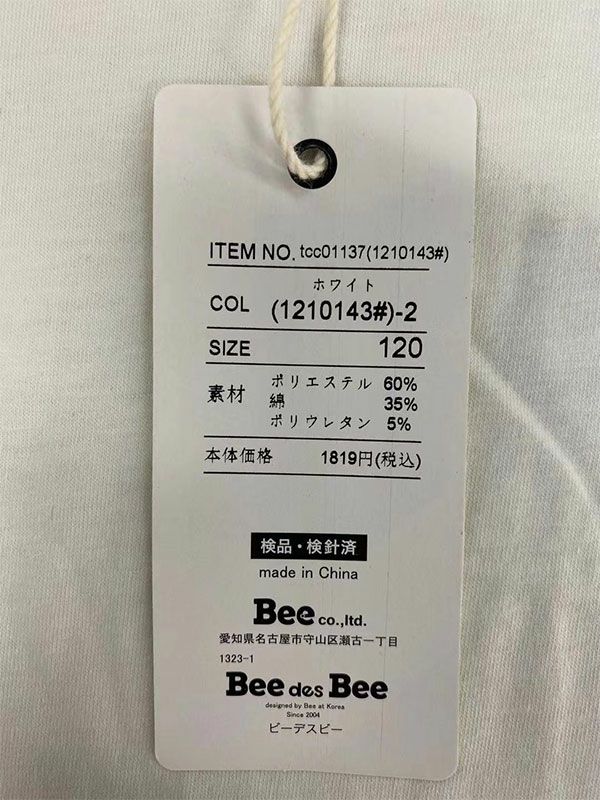 ITEM NO. tcc01137(1210143#)
ホワイト
COL (1210143#)-2
SIZE 120
素材 ポリエステル 60%
綿 35%
ポリウレタン 5%
本体価格 1819円(税込)
検品・検針済
made in China
Bee co.,ltd.
愛知県名古屋市守山区瀬古一丁目
1323-1
Bee des Bee
designed by Bee at Korea
Since 2004
ビーデスビー